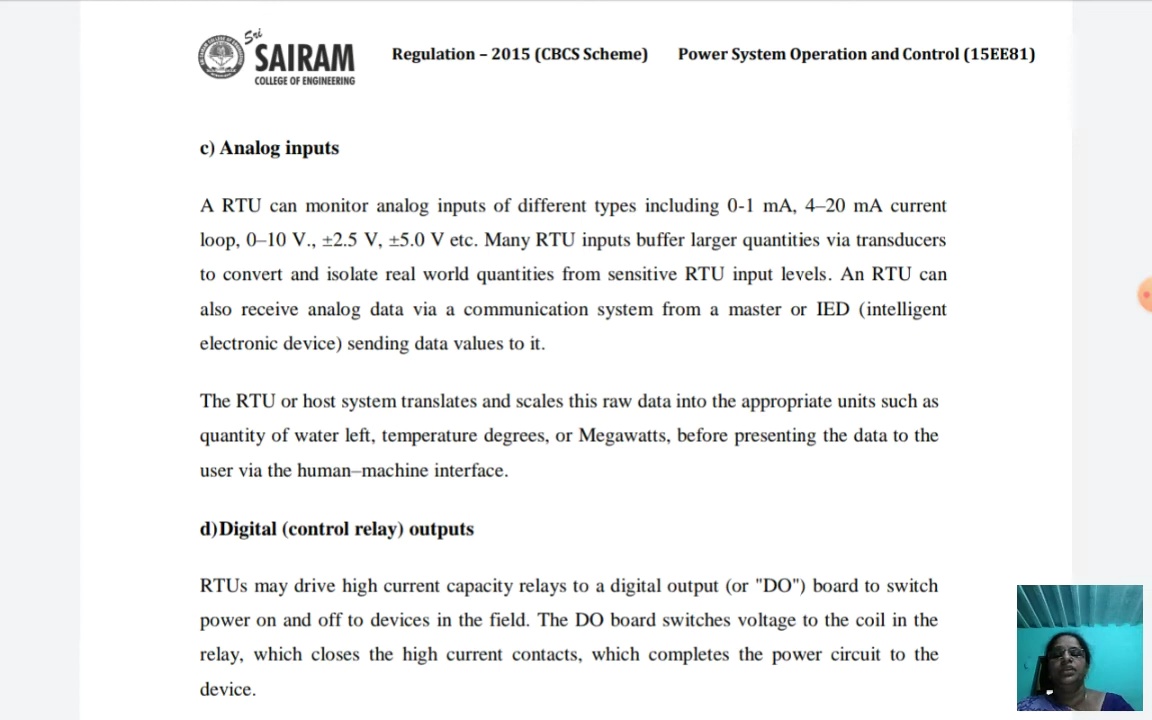 Sri
SAIRAM
COLLEGE OF ENGINEERING
Regulation – 2015 (CBCS Scheme) Power System Operation and Control (15EE81)
c) Analog inputs
A RTU can monitor analog inputs of different types including 0-1 mA, 4–20 mA current
loop, 0–10 V., ±2.5 V, ±5.0 V etc. Many RTU inputs buffer larger quantities via transducers
to convert and isolate real world quantities from sensitive RTU input levels. An RTU can
also receive analog data via a communication system from a master or IED (intelligent
electronic device) sending data values to it.
The RTU or host system translates and scales this raw data into the appropriate units such as
quantity of water left, temperature degrees, or Megawatts, before presenting the data to the
user via the human–machine interface.
d)Digital (control relay) outputs
RTUs may drive high current capacity relays to a digital output (or "DO") board to switch
power on and off to devices in the field. The DO board switches voltage to the coil in the
relay, which closes the high current contacts, which completes the power circuit to the
device.